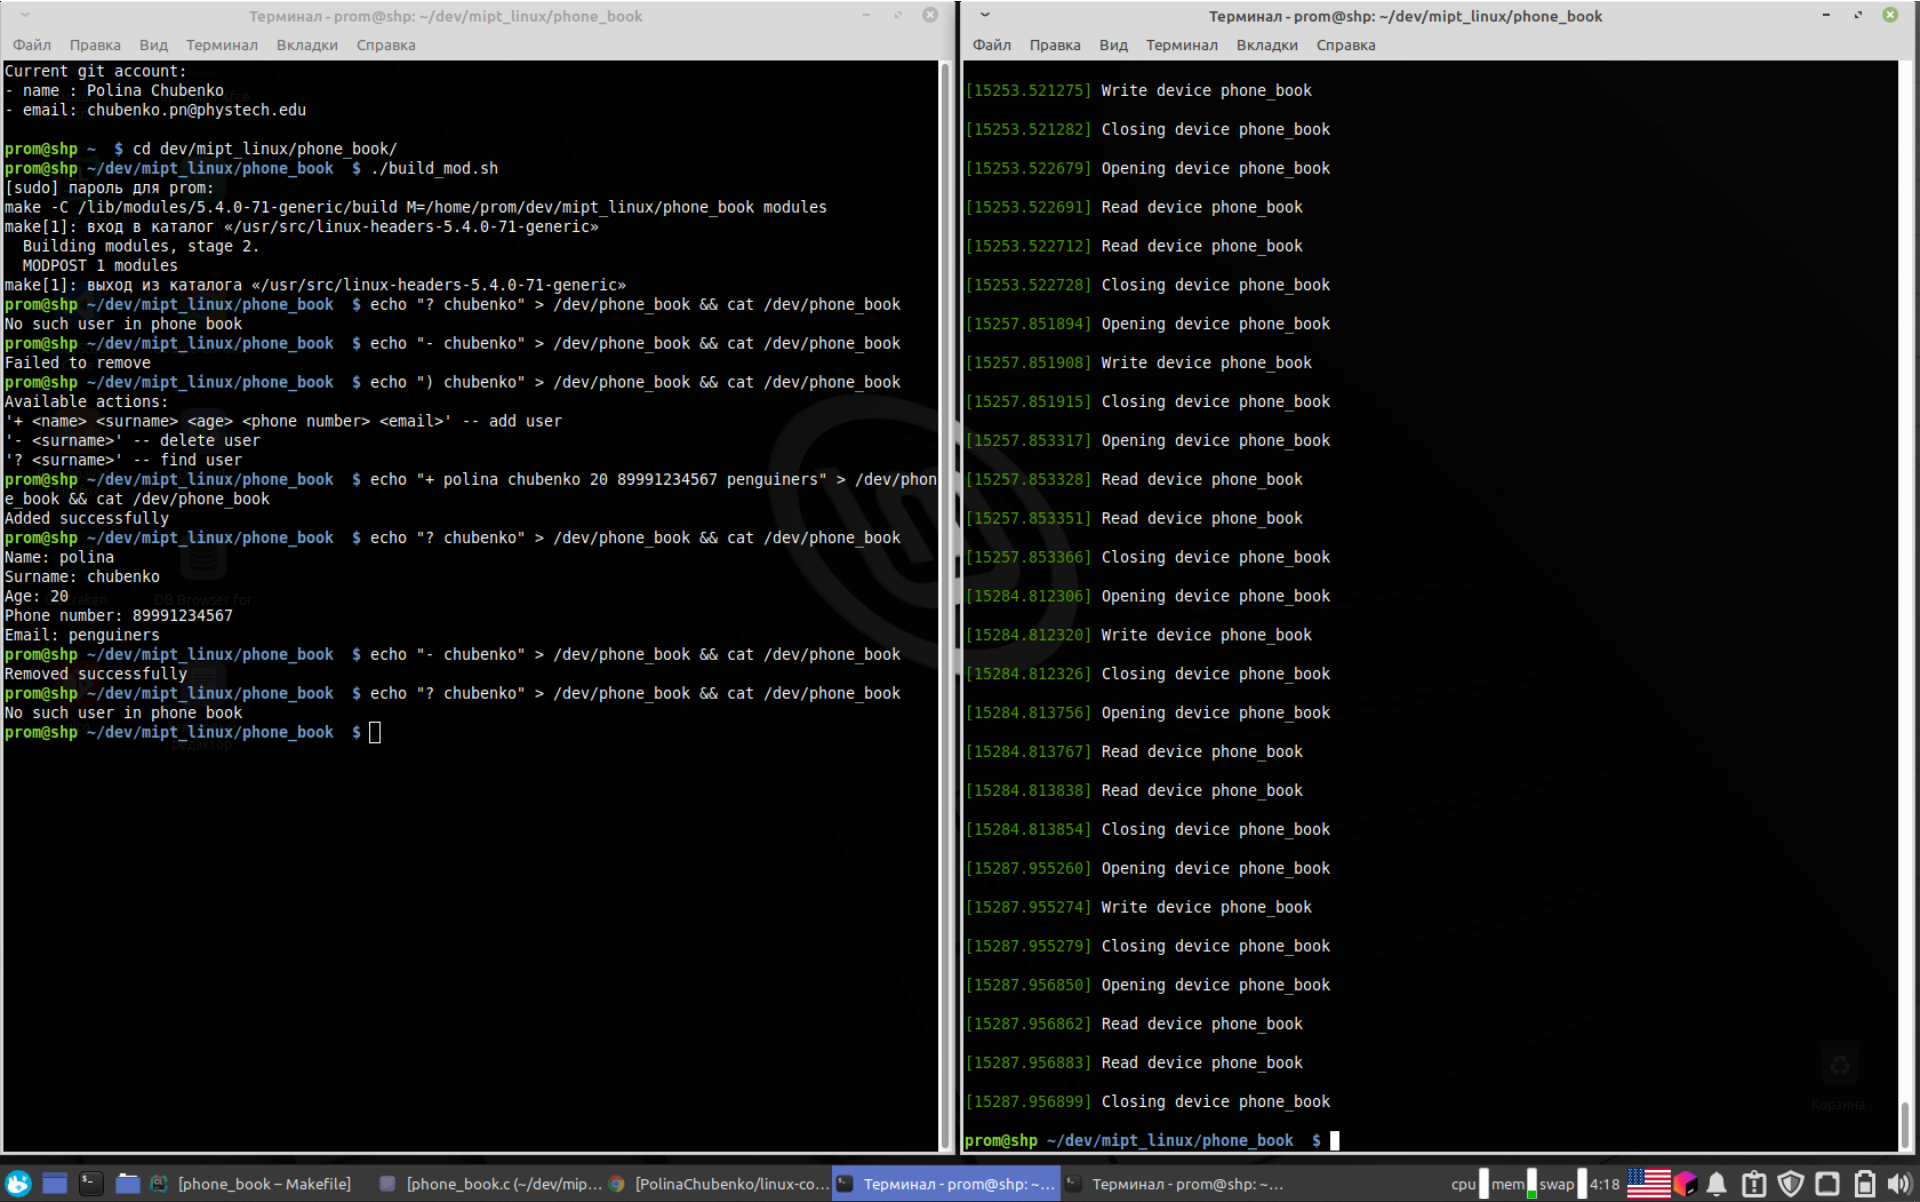 Терминал - prom@shp: ~/dev/mipt_linux/phone_book
Файл Правка Вид Терминал Вкладки Справка
Current git account:
- name : Polina Chubenko
- email: chubenko.pn@phystech.edu
prom@shp ~ $ cd dev/mipt_linux/phone_book/
prom@shp ~/dev/mipt_linux/phone_book $ ./build_mod.sh
[sudo] пароль для prom:
make -C /lib/modules/5.4.0-71-generic/build M=/home/prom/dev/mipt_linux/phone_book modules
make[1]: вход в каталог «/usr/src/linux-headers-5.4.0-71-generic»
Building modules, stage 2.
MODPOST 1 modules
make[1]: выход из каталога «/usr/src/linux-headers-5.4.0-71-generic»
prom@shp ~/dev/mipt_linux/phone_book $ echo "? chubenko" > /dev/phone_book && cat /dev/phone_book
No such user in phone book
prom@shp ~/dev/mipt_linux/phone_book $ echo "- chubenko" > /dev/phone_book && cat /dev/phone_book
Failed to remove
prom@shp ~/dev/mipt_linux/phone_book $ echo ") chubenko" > /dev/phone_book && cat /dev/phone_book
Available actions:
'+ <name> <surname> <age> <phone number> <email>' -- add user
'- <surname>' -- delete user
'? <surname>' -- find user
prom@shp ~/dev/mipt_linux/phone_book $ echo "+ polina chubenko 20 89991234567 penguiners" > /dev/phon
e_book && cat /dev/phone_book
Added successfully
prom@shp ~/dev/mipt_linux/phone_book $ echo "? chubenko" > /dev/phone_book && cat /dev/phone_book
Name: polina
Surname: chubenko
Age: 20
DB Browser for
Phone number: 89991234567
Email: penguiners
prom@shp ~/dev/mipt_linux/phone_book $ echo "- chubenko" > /dev/phone_book && cat /dev/phone_book
Removed successfully
prom@shp ~/dev/mipt_linux/phone_book $ echo "? chubenko" > /dev/phone_book && cat /dev/phone_book
No such user in phone book
prom@shp ~/dev/mipt_linux/phone_book $
редактор
Терминал - prom@shp: ~/dev/mipt_linux/phone_book
Файл Правка Вид Терминал Вкладки Справка
[15253.521275] Write device phone_book
[15253.521282] Closing device phone_book
[15253.522679] Opening device phone_book
[15253.522691] Read device phone_book
[15253.522712] Read device phone_book
[15253.522728] Closing device phone_book
[15257.851894] Opening device phone_book
[15257.851908] Write device phone_book
[15257.851915] Closing device phone_book
[15257.853317] Opening device phone_book
[15257.853328] Read device phone_book
[15257.853351] Read device phone_book
[15257.853366] Closing device phone_book
[15284.812306] Opening device phone_book
[15284.812320] Write device phone_book
[15284.812326] Closing device phone_book
[15284.813756] Opening device phone_book
[15284.813767] Read device phone_book
[15284.813838] Read device phone_book
[15284.813854] Closing device phone_book
[15287.955260] Opening device phone_book
[15287.955274] Write device phone_book
[15287.955279] Closing device phone_book
[15287.956850] Opening device phone_book
[15287.956862] Read device phone_book
[15287.956883] Read device phone_book
[15287.956899] Closing device phone_book
Корзина
prom@shp ~/dev/mipt_linux/phone_book $
[phone_book – Makefile] [phone_book.c (~/dev/mip... [PolinaChubenko/linux-co... Терминал - prom@shp: ~... Терминал - prom@shp: ~... cpu mem swap 4:18